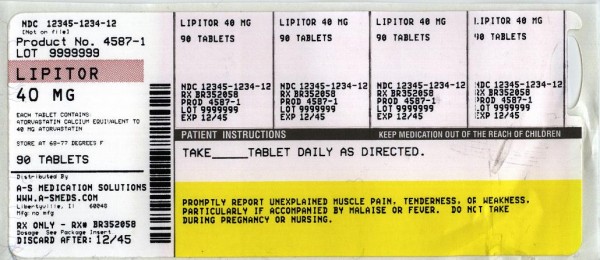 NDC 12345-1234-12
[Not on file]
Product No. 4587-1
LOT 9999999
LIPITOR
40 MG
EACH TABLET CONTAINS:
ATORVASTATIN CALCIUM EQUIVALENT TO
40 MG ATORVASTATIN
STORE AT 68-77 DEGREES F
90 TABLETS
Distributed By
A-S MEDICATION SOLUTIONS
WWW.A-SMEDS.COM
Libertyville, Il 60048
Mfg: no mfg
RX ONLY - RX# BR352058
Dosage: See Package Insert
DISCARD AFTER: 12/45
LIPITOR 40 MG
90 TABLETS
NDC 12345-1234-12
RX BR352058
PROD 4587-1
LOT 9999999
EXP 12/45
LIPITOR 40 MG
90 TABLETS
NDC 12345-1234-12
RX BR352058
PROD 4587-1
LOT 9999999
EXP 12/45
LIPITOR 40 MG
90 TABLETS
NDC 12345-1234-12
RX BR352058
PROD 4587-1
LOT 9999999
EXP 12/45
LIPITOR 40 MG
90 TABLETS
NDC 12345-1234-12
RX BR352058
PROD 4587-1
LOT 9999999
EXP 12/45
PATIENT INSTRUCTIONS KEEP MEDICATION OUT OF THE REACH OF CHILDREN
TAKE____TABLET DAILY AS DIRECTED.
PROMPTLY REPORT UNEXPLAINED MUSCLE PAIN, TENDERNESS, OF WEAKNESS,
PARTICULARLY IF ACCOMPANIED BY MALAISE OR FEVER. DO NOT TAKE
DURING PREGNANCY OR NURSING.